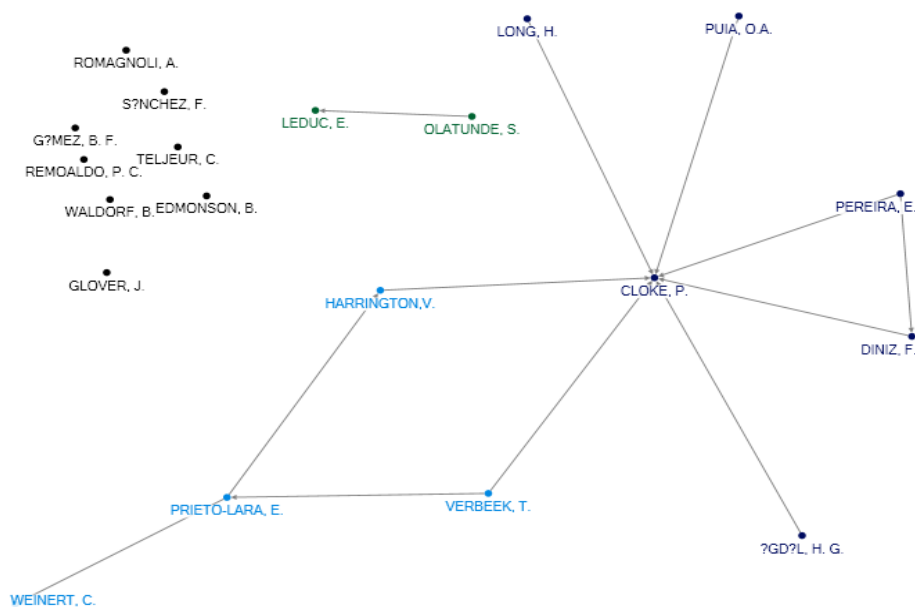 LONG, H.
PUIA, O.A.
ROMAGNOLI, A.
S?NCHEZ, F.
LEDUC, E.
OLATUNDE, S.
G?MEZ, B. F.
TELJEUR, C.
REMOALDO, P. C.
WALDORF, B.
EDMONSON, B.
PEREIRA, E.
GLOVER, J.
CLOKE, P.
HARRINGTON,V.
DINIZ, F.
PRIETO-LARA, E.
VERBEEK, T.
?GD?L, H. G.
WEINERT, C.